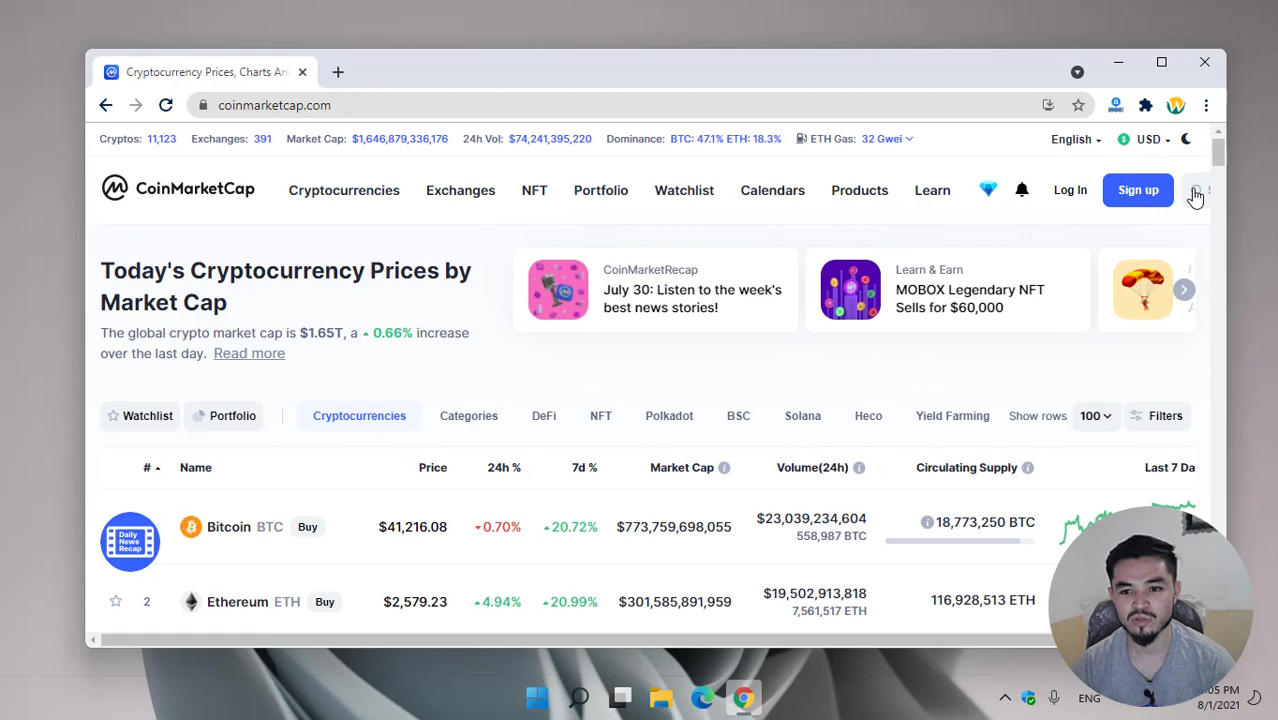 Cryptocurrency Prices, Charts An
coinmarketcap.com
Cryptos: 11,123 Exchanges: 391 Market Cap: $1,646,879,336,176 24h Vol: $74,241,395,220 Dominance: BTC: 47.1% ETH: 18.3% ETH Gas: 32 Gwei English USD
CoinMarketCap Cryptocurrencies Exchanges NFT Portfolio Watchlist Calendars Products Learn Log In Sign up
Today's Cryptocurrency Prices by
Market Cap
The global crypto market cap is $1.65T, a 0.66% increase
over the last day. Read more
CoinMarketRecap
July 30: Listen to the week's
best news stories!
Learn & Earn
MOBOX Legendary NFT
Sells for $60,000
Watchlist Portfolio Cryptocurrencies Categories DeFi NFT Polkadot BSC Solana Heco Yield Farming Show rows 100 Filters
# Name Price 24h % 7d % Market Cap Volume(24h) Circulating Supply Last 7 Da
Daily
News
Recap
Bitcoin BTC Buy $41,216.08 0.70% 20.72% $773,759,698,055 $23,039,234,604 18,773,250 BTC
558,987 BTC
2 Ethereum ETH Buy $2,579.23 4.94% 20.99% $301,585,891,959 $19,502,913,818 116,928,513 ETH
7,561,517 ETH
ENG
:05 PM
8/1/2021